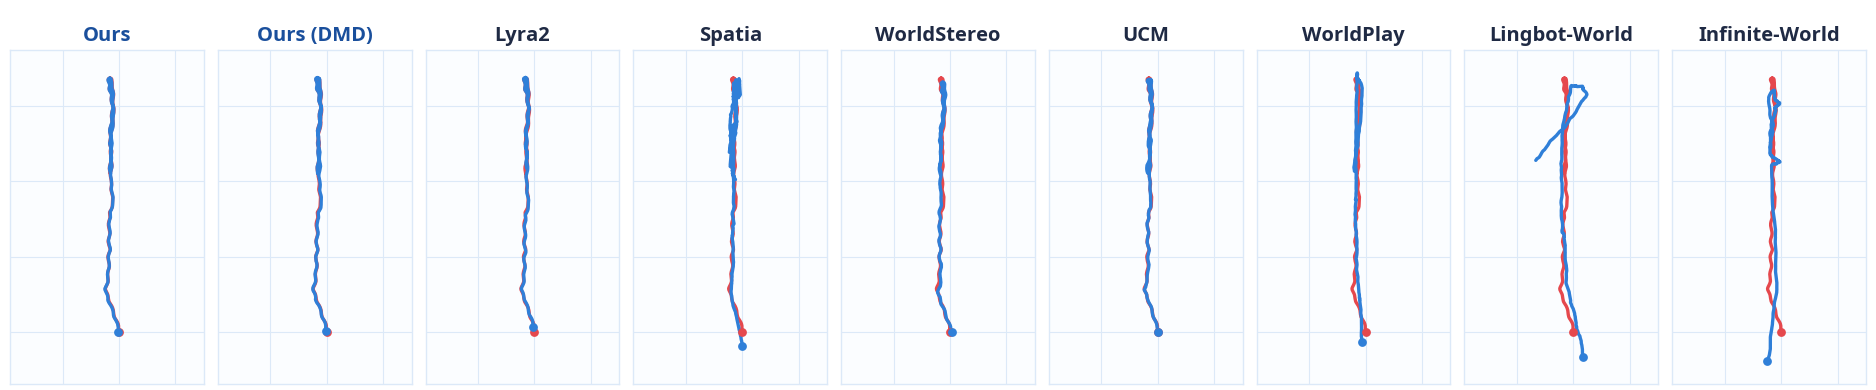 Ours
Ours (DMD)
Lyra2
Spatia
WorldStereo
UCM
WorldPlay
Lingbot-World
Infinite-World